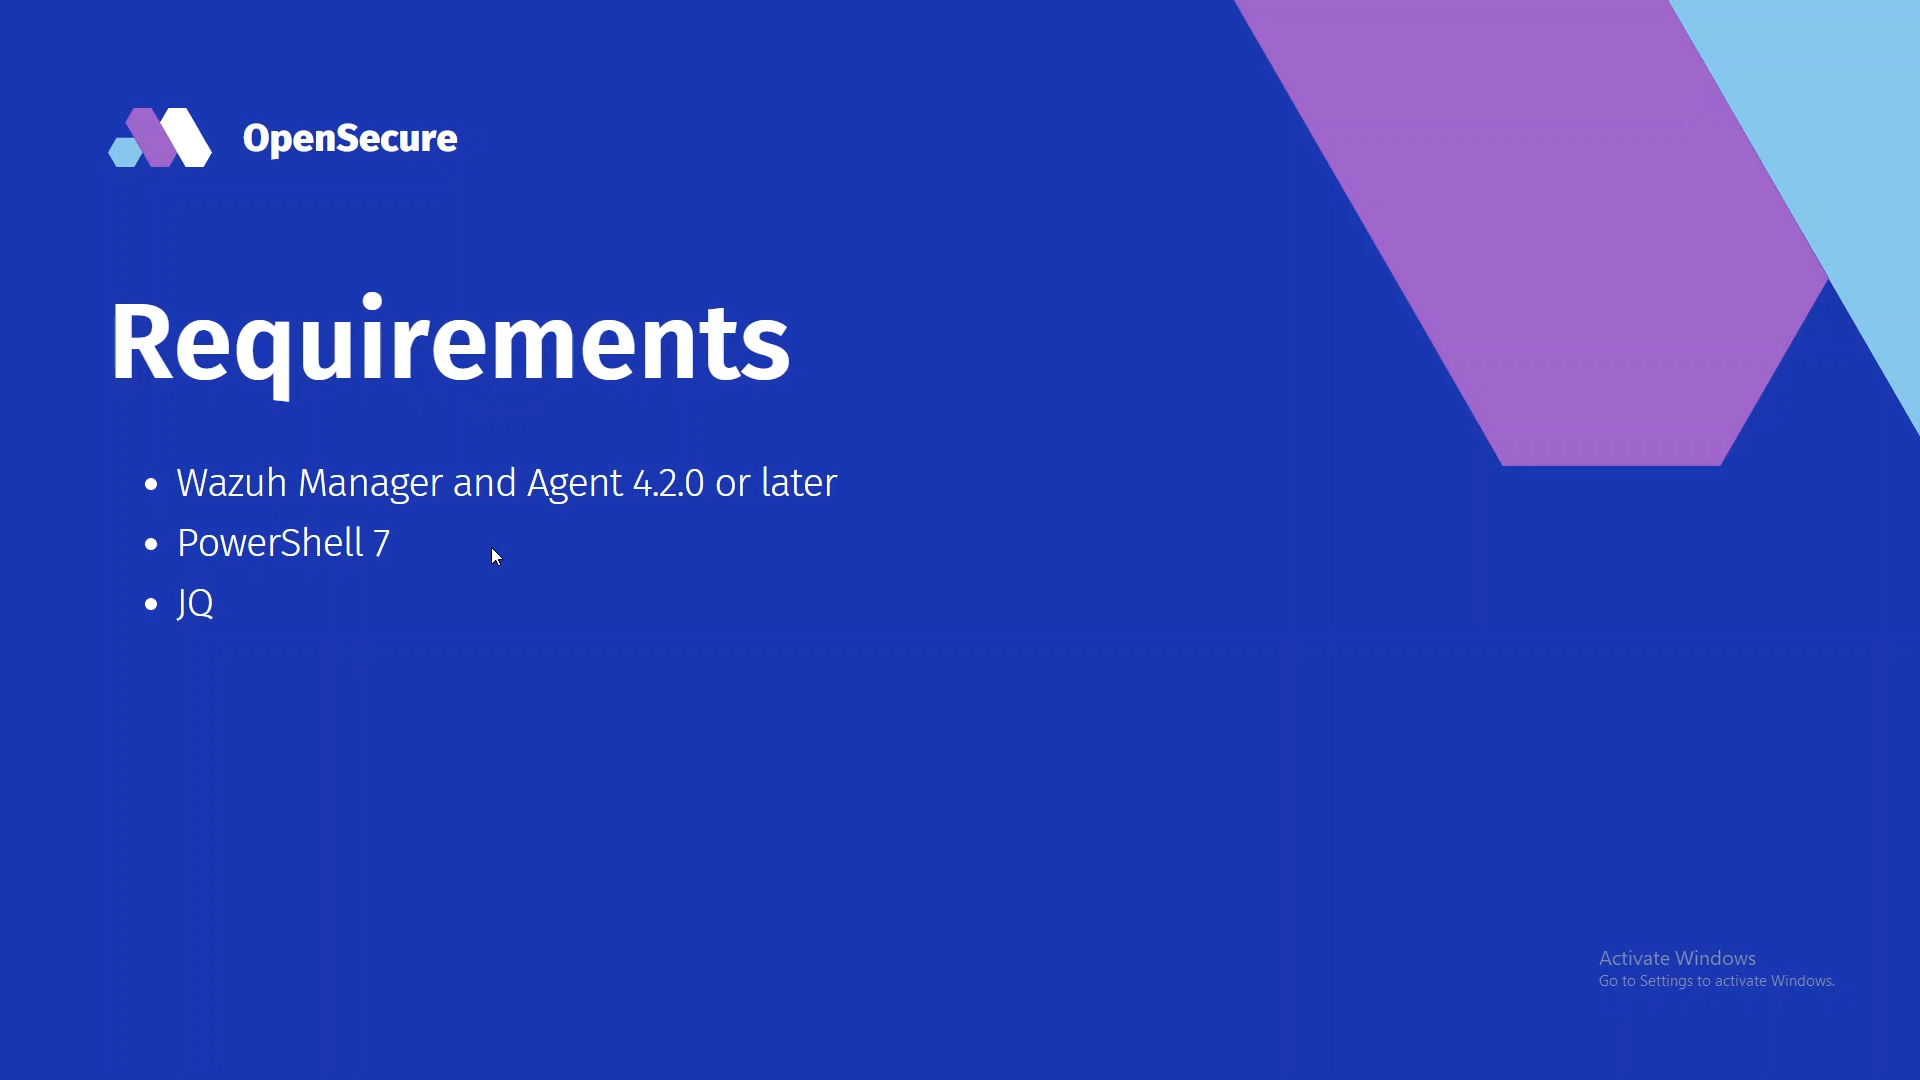 OpenSecure
Requirements
• Wazuh Manager and Agent 4.2.0 or later
• PowerShell 7
• JQ
Activate Windows
Go to Settings to activate Windows.